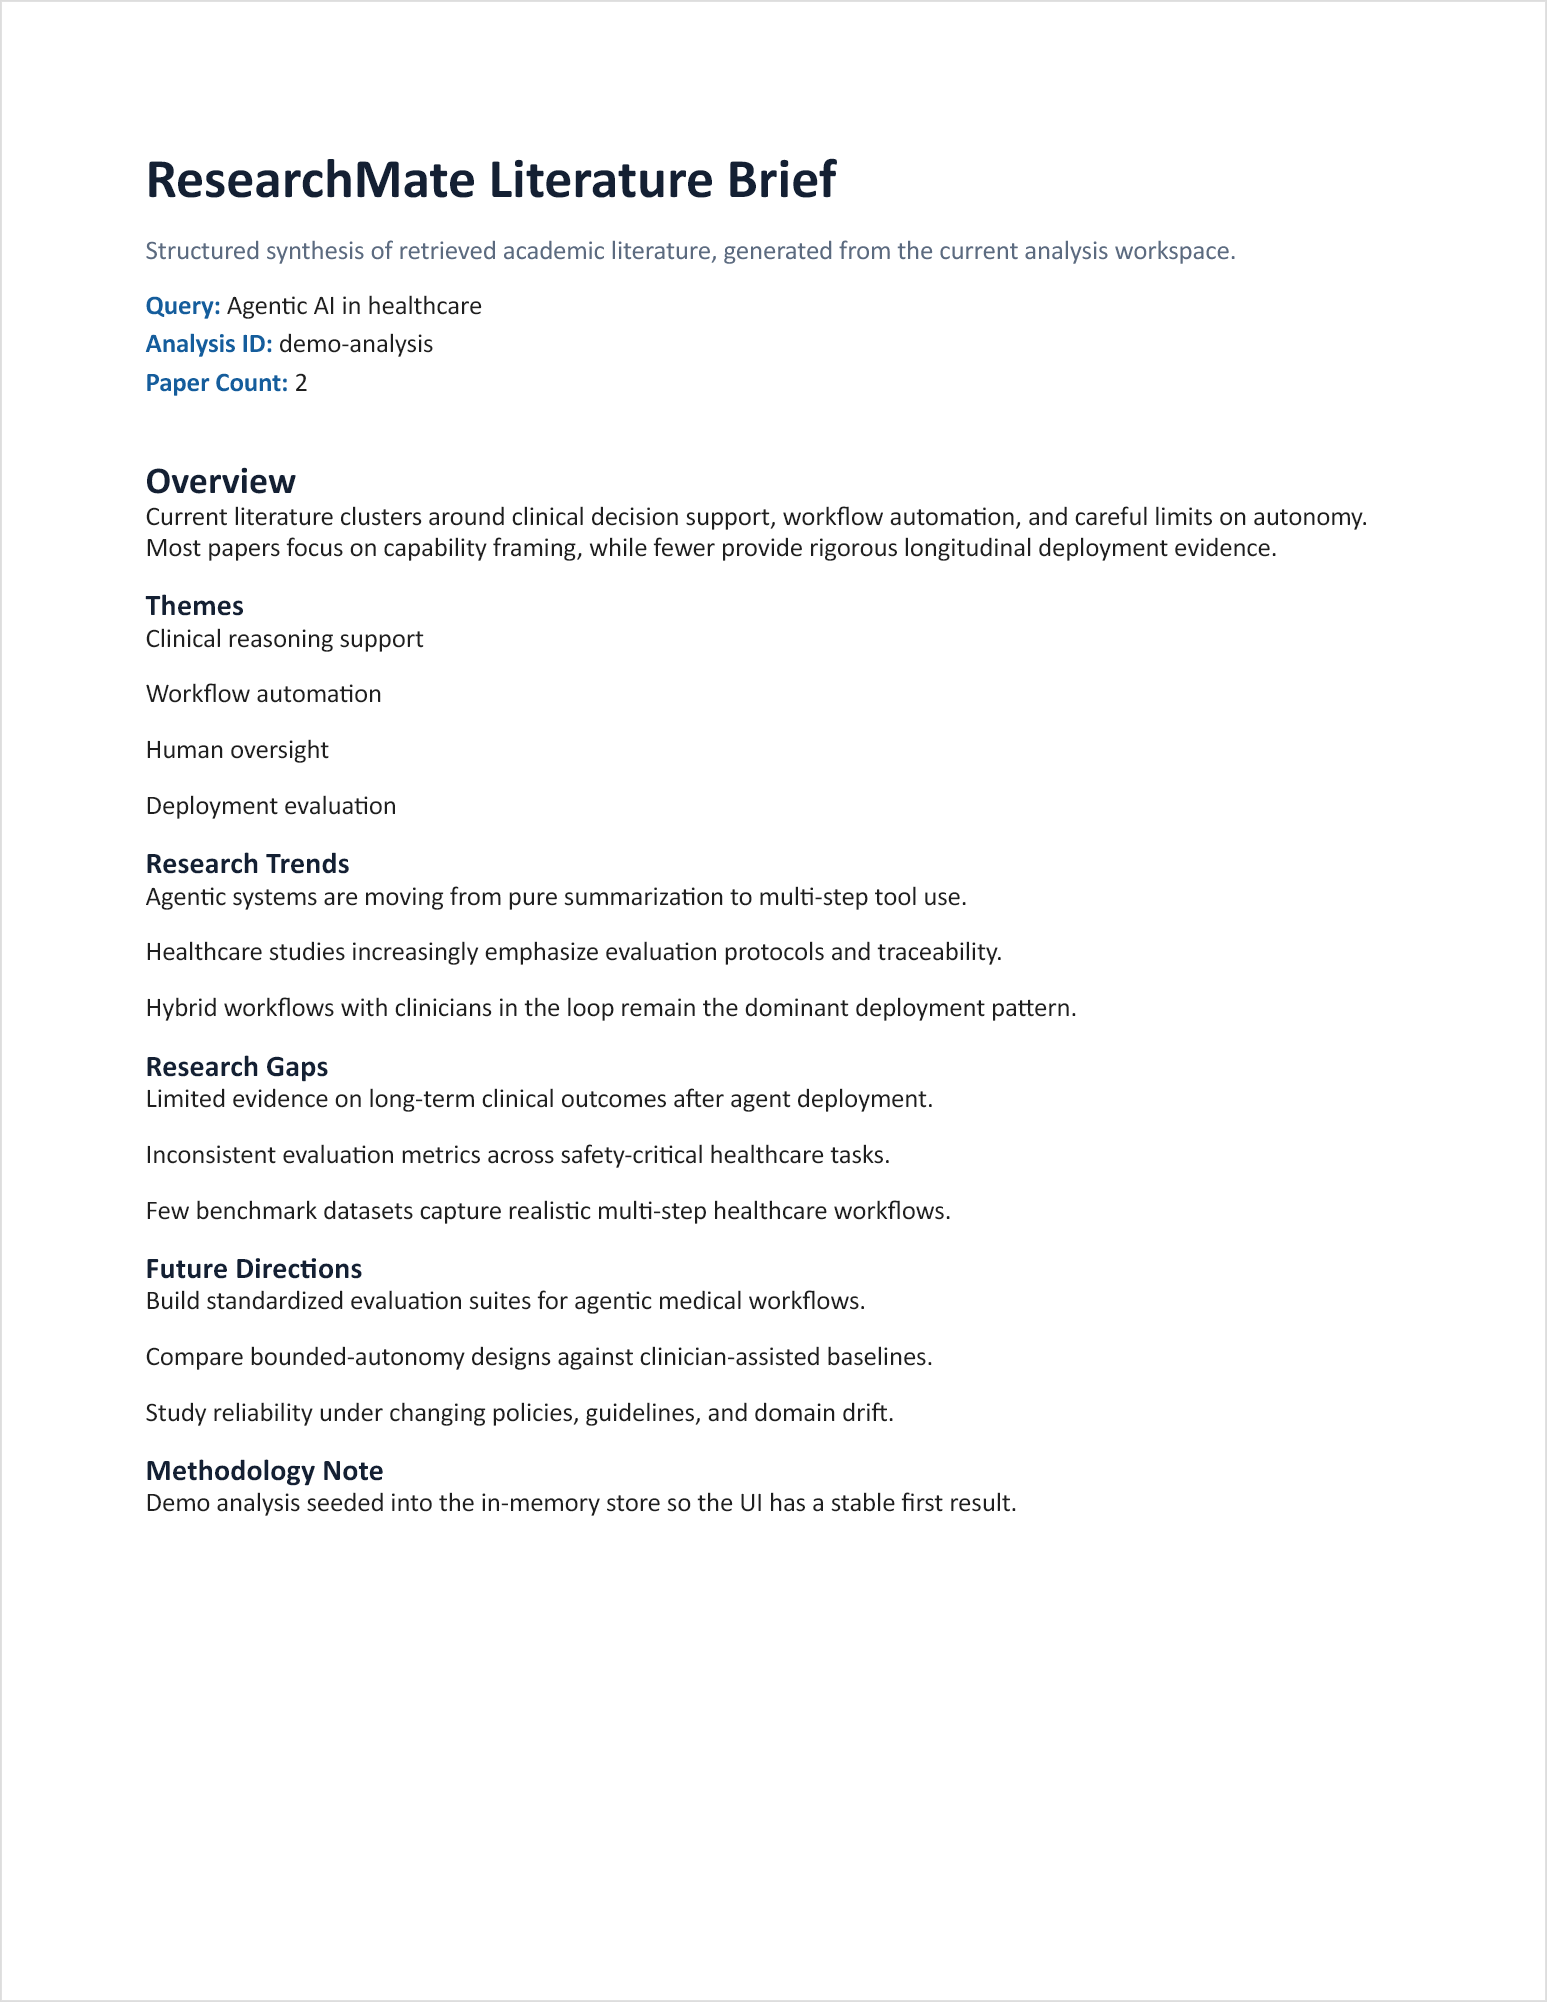 ResearchMate Literature Brief
Structured synthesis of retrieved academic literature, generated from the current analysis workspace.
Query: Agentic AI in healthcare
Analysis ID: demo-analysis
Paper Count: 2
Overview
Current literature clusters around clinical decision support, workflow automation, and careful limits on autonomy.
Most papers focus on capability framing, while fewer provide rigorous longitudinal deployment evidence.
Themes
Clinical reasoning support
Workflow automation
Human oversight
Deployment evaluation
Research Trends
Agentic systems are moving from pure summarization to multi-step tool use.
Healthcare studies increasingly emphasize evaluation protocols and traceability.
Hybrid workflows with clinicians in the loop remain the dominant deployment pattern.
Research Gaps
Limited evidence on long-term clinical outcomes after agent deployment.
Inconsistent evaluation metrics across safety-critical healthcare tasks.
Few benchmark datasets capture realistic multi-step healthcare workflows.
Future Directions
Build standardized evaluation suites for agentic medical workflows.
Compare bounded-autonomy designs against clinician-assisted baselines.
Study reliability under changing policies, guidelines, and domain drift.
Methodology Note
Demo analysis seeded into the in-memory store so the UI has a stable first result.